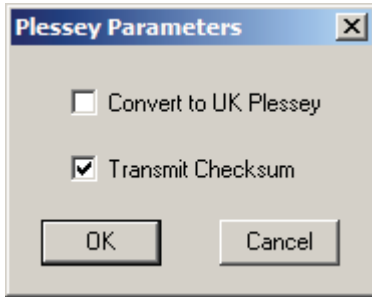 Plessey Parameters
Convert to UK Plessey
Transmit Checksum
OK Cancel